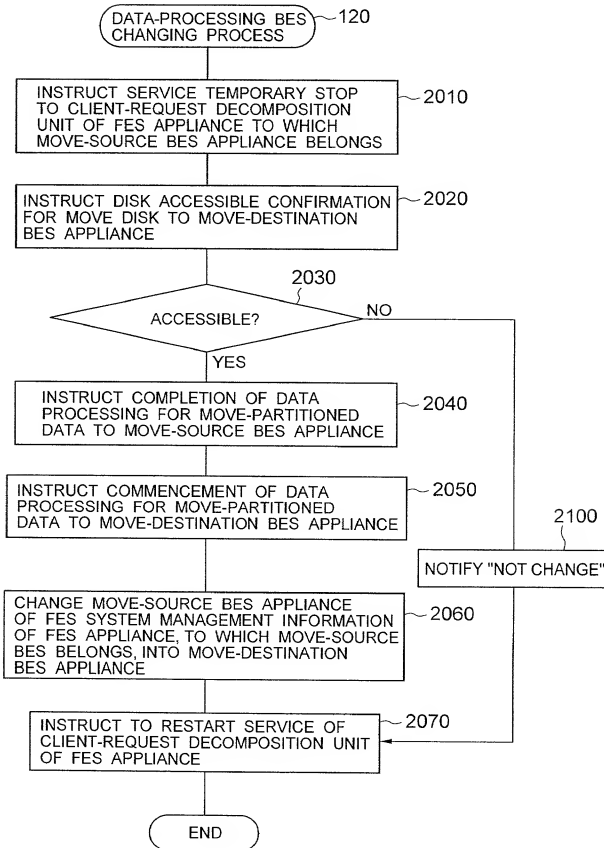 DATA-PROCESSING BES
CHANGING PROCESS
120
INSTRUCT SERVICE TEMPORARY STOP
TO CLIENT-REQUEST DECOMPOSITION
UNIT OF FES APPLIANCE TO WHICH
MOVE-SOURCE BES APPLIANCE BELONGS
2010
INSTRUCT DISK ACCESSIBLE CONFIRMATION
FOR MOVE DISK TO MOVE-DESTINATION
BES APPLIANCE
2020
2030
ACCESSIBLE?
NO
YES
INSTRUCT COMPLETION OF DATA
PROCESSING FOR MOVE-PARTITIONED
DATA TO MOVE-SOURCE BES APPLIANCE
2040
INSTRUCT COMMENCEMENT OF DATA
PROCESSING FOR MOVE-PARTITIONED
DATA TO MOVE-DESTINATION BES APPLIANCE
2050
2100
NOTIFY "NOT CHANGE"
CHANGE MOVE-SOURCE BES APPLIANCE
OF FES SYSTEM MANAGEMENT INFORMATION
OF FES APPLIANCE, TO WHICH MOVE-SOURCE
BES BELONGS, INTO MOVE-DESTINATION
BES APPLIANCE
2060
INSTRUCT TO RESTART SERVICE OF
CLIENT-REQUEST DECOMPOSITION UNIT
OF FES APPLIANCE
2070
END